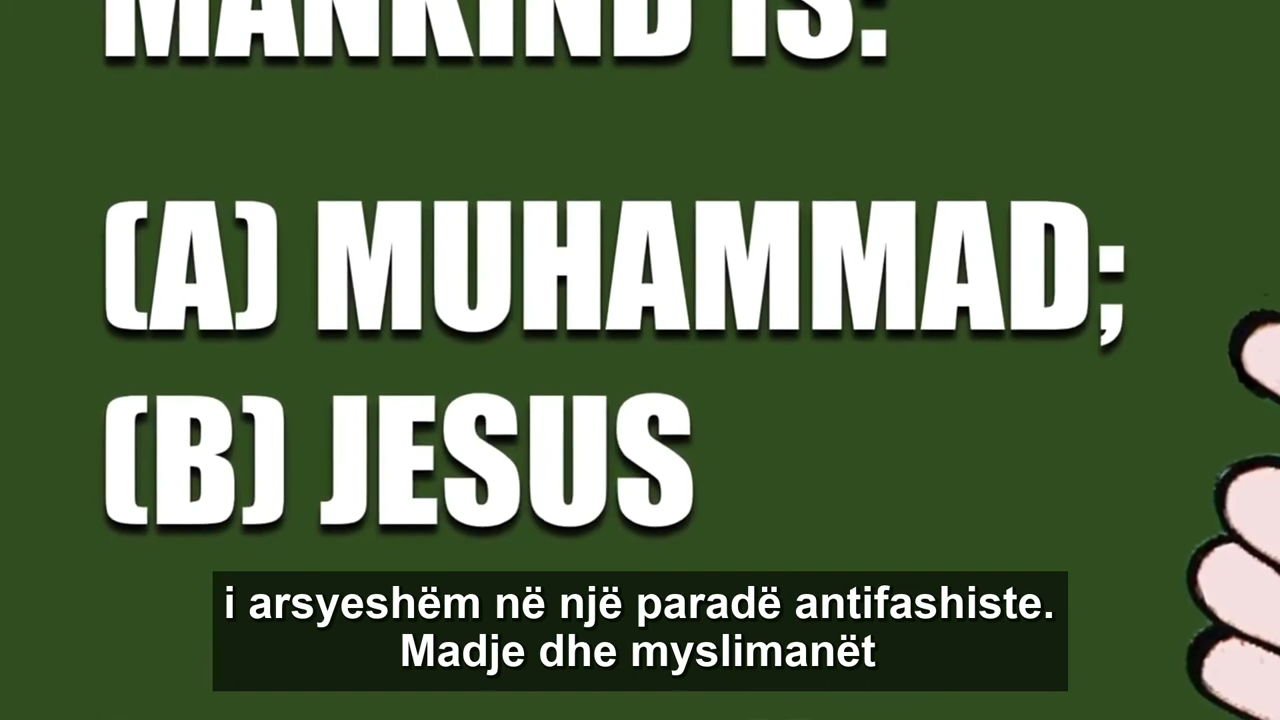 MANKIND IS:
(A) MUHAMMAD;
(B) JESUS
i arsyeshëm në një paradë antifashiste.
Madje dhe myslimanët